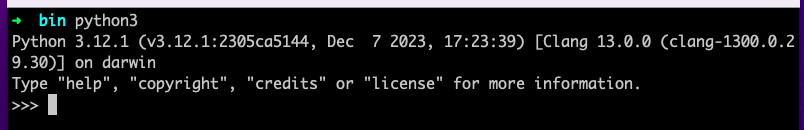 ➜ bin python3
Python 3.12.1 (v3.12.1:2305ca5144, Dec  7 2023, 17:23:39) [Clang 13.0.0 (clang-1300.0.2
9.30)] on darwin
Type "help", "copyright", "credits" or "license" for more information.
>>>